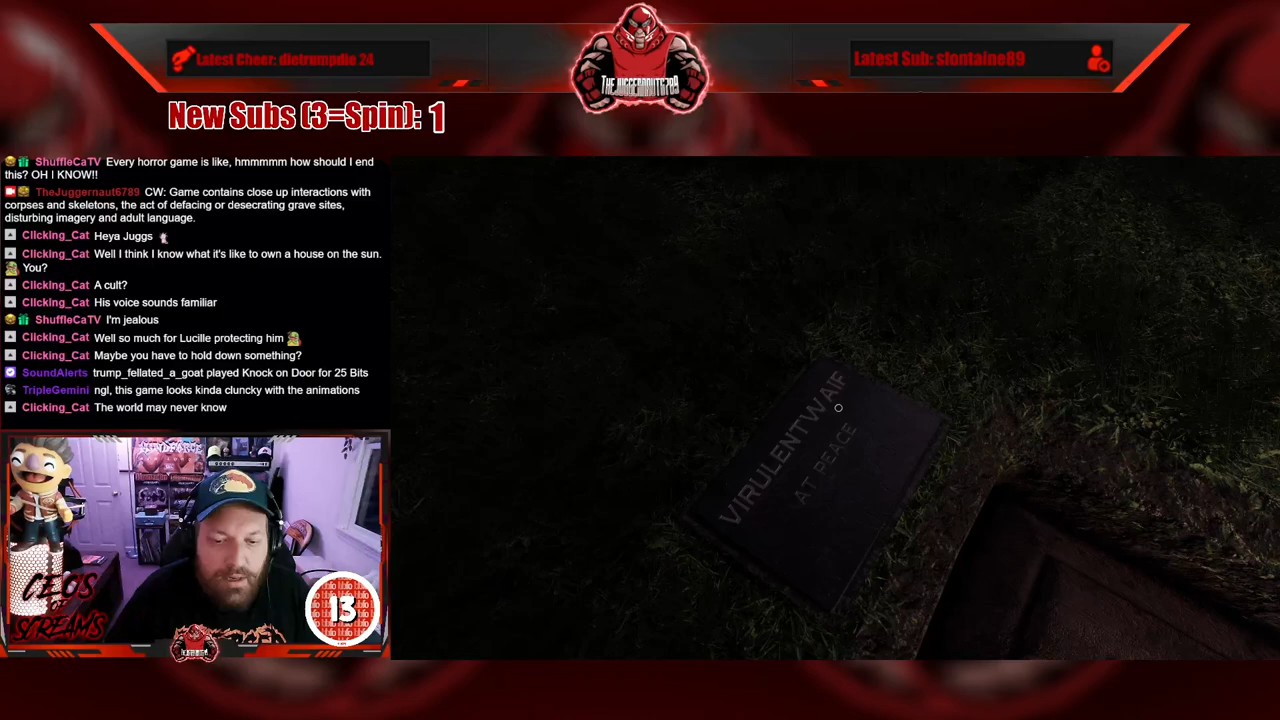 Latest Cheer: dietrumpdie 24
THEJUGGERNAUT6789
Latest Sub: sfontaine89
New Subs (3=Spin): 1
ShuffleCaTV Every horror game is like, hmmmmm how should I end
this? OH I KNOW!!
TheJuggernaut6789 CW: Game contains close up interactions with
corpses and skeletons, the act of defacing or desecrating grave sites,
disturbing imagery and adult language.
Clicking_Cat Heya Juggs
Clicking_Cat Well I think I know what it's like to own a house on the sun.
You?
Clicking_Cat A cult?
Clicking_Cat His voice sounds familiar
ShuffleCaTV I'm jealous
Clicking_Cat Well so much for Lucille protecting him
Clicking_Cat Maybe you have to hold down something?
SoundAlerts trump_fellated_a_goat played Knock on Door for 25 Bits
TripleGemini ngl, this game looks kinda cluncky with the animations
Clicking_Cat The world may never know
VIRULENTWAIF
AT PEACE
CEO'S
OF
SCREAMS
13